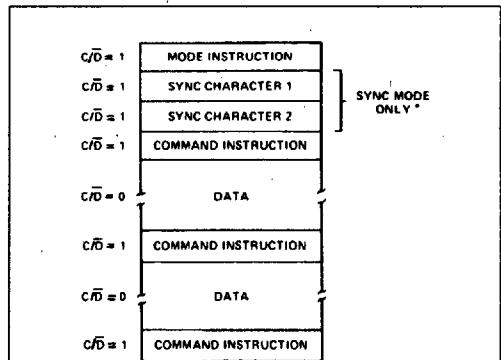 C/D̅ = 1 MODE INSTRUCTION
C/D̅ = 1 SYNC CHARACTER 1
SYNC MODE
ONLY *
C/D̅ = 1 SYNC CHARACTER 2
C/D̅ = 1 COMMAND INSTRUCTION
C/D̅ = 0 DATA
C/D̅ = 1 COMMAND INSTRUCTION
C/D̅ = 0 DATA
C/D̅ = 1 COMMAND INSTRUCTION